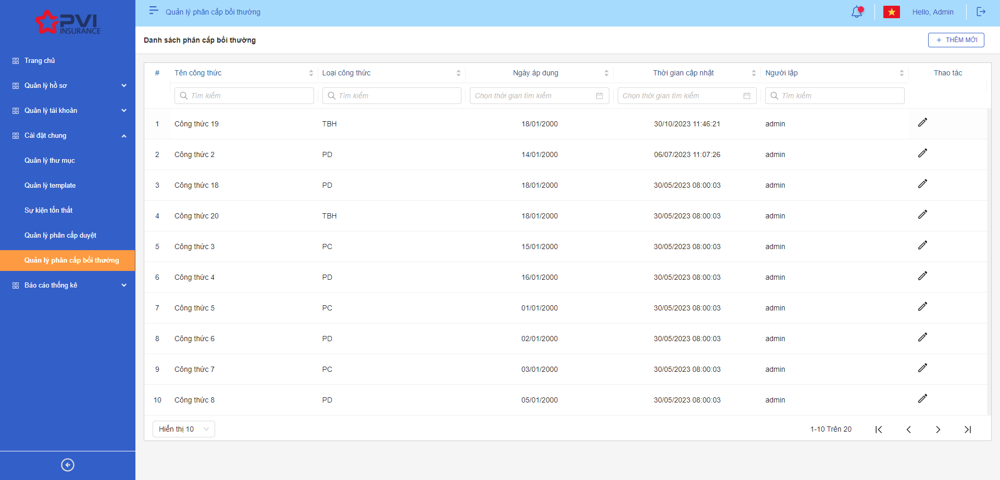 PVI
INSURANCE
Quản lý phân cấp bồi thường
Hello, Admin
Trang chủ
Quản lý hồ sơ
Quản lý tài khoản
Cài đặt chung
Quản lý thư mục
Quản lý template
Sự kiện tổn thất
Quản lý phân cấp duyệt
Quản lý phân cấp bồi thường
Báo cáo thống kê
Danh sách phân cấp bồi thường
THÊM MỚI
# Tên công thức Loại công thức Ngày áp dụng Thời gian cập nhật Người lập Thao tác
Tìm kiếm Tìm kiếm Chọn thời gian tìm kiếm Chọn thời gian tìm kiếm Tìm kiếm
1 Công thức 19 TBH 18/01/2000 30/10/2023 11:46:21 admin
2 Công thức 2 PD 14/01/2000 06/07/2023 11:07:26 admin
3 Công thức 18 PD 18/01/2000 30/05/2023 08:00:03 admin
4 Công thức 20 TBH 18/01/2000 30/05/2023 08:00:03 admin
5 Công thức 3 PC 15/01/2000 30/05/2023 08:00:03 admin
6 Công thức 4 PD 16/01/2000 30/05/2023 08:00:03 admin
7 Công thức 5 PC 01/01/2000 30/05/2023 08:00:03 admin
8 Công thức 6 PD 02/01/2000 30/05/2023 08:00:03 admin
9 Công thức 7 PC 03/01/2000 30/05/2023 08:00:03 admin
10 Công thức 8 PD 05/01/2000 30/05/2023 08:00:03 admin
Hiển thị 10
1-10 Trên 20